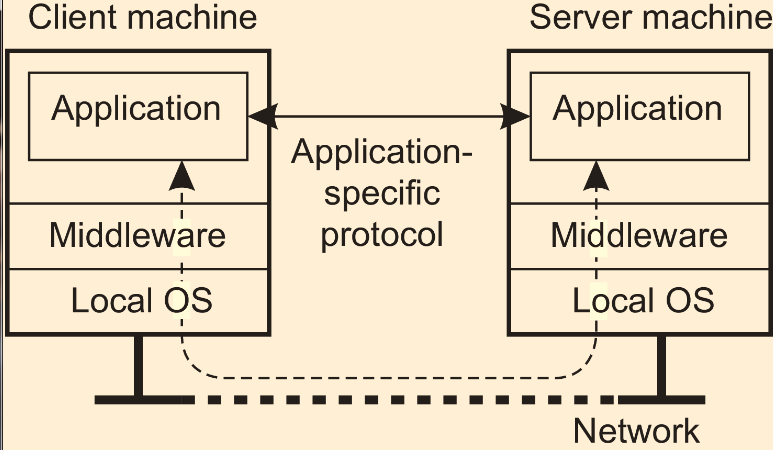 Client machine
Server machine
Application
Application
Application-
specific
protocol
Middleware
Middleware
Local OS
Local OS
Network